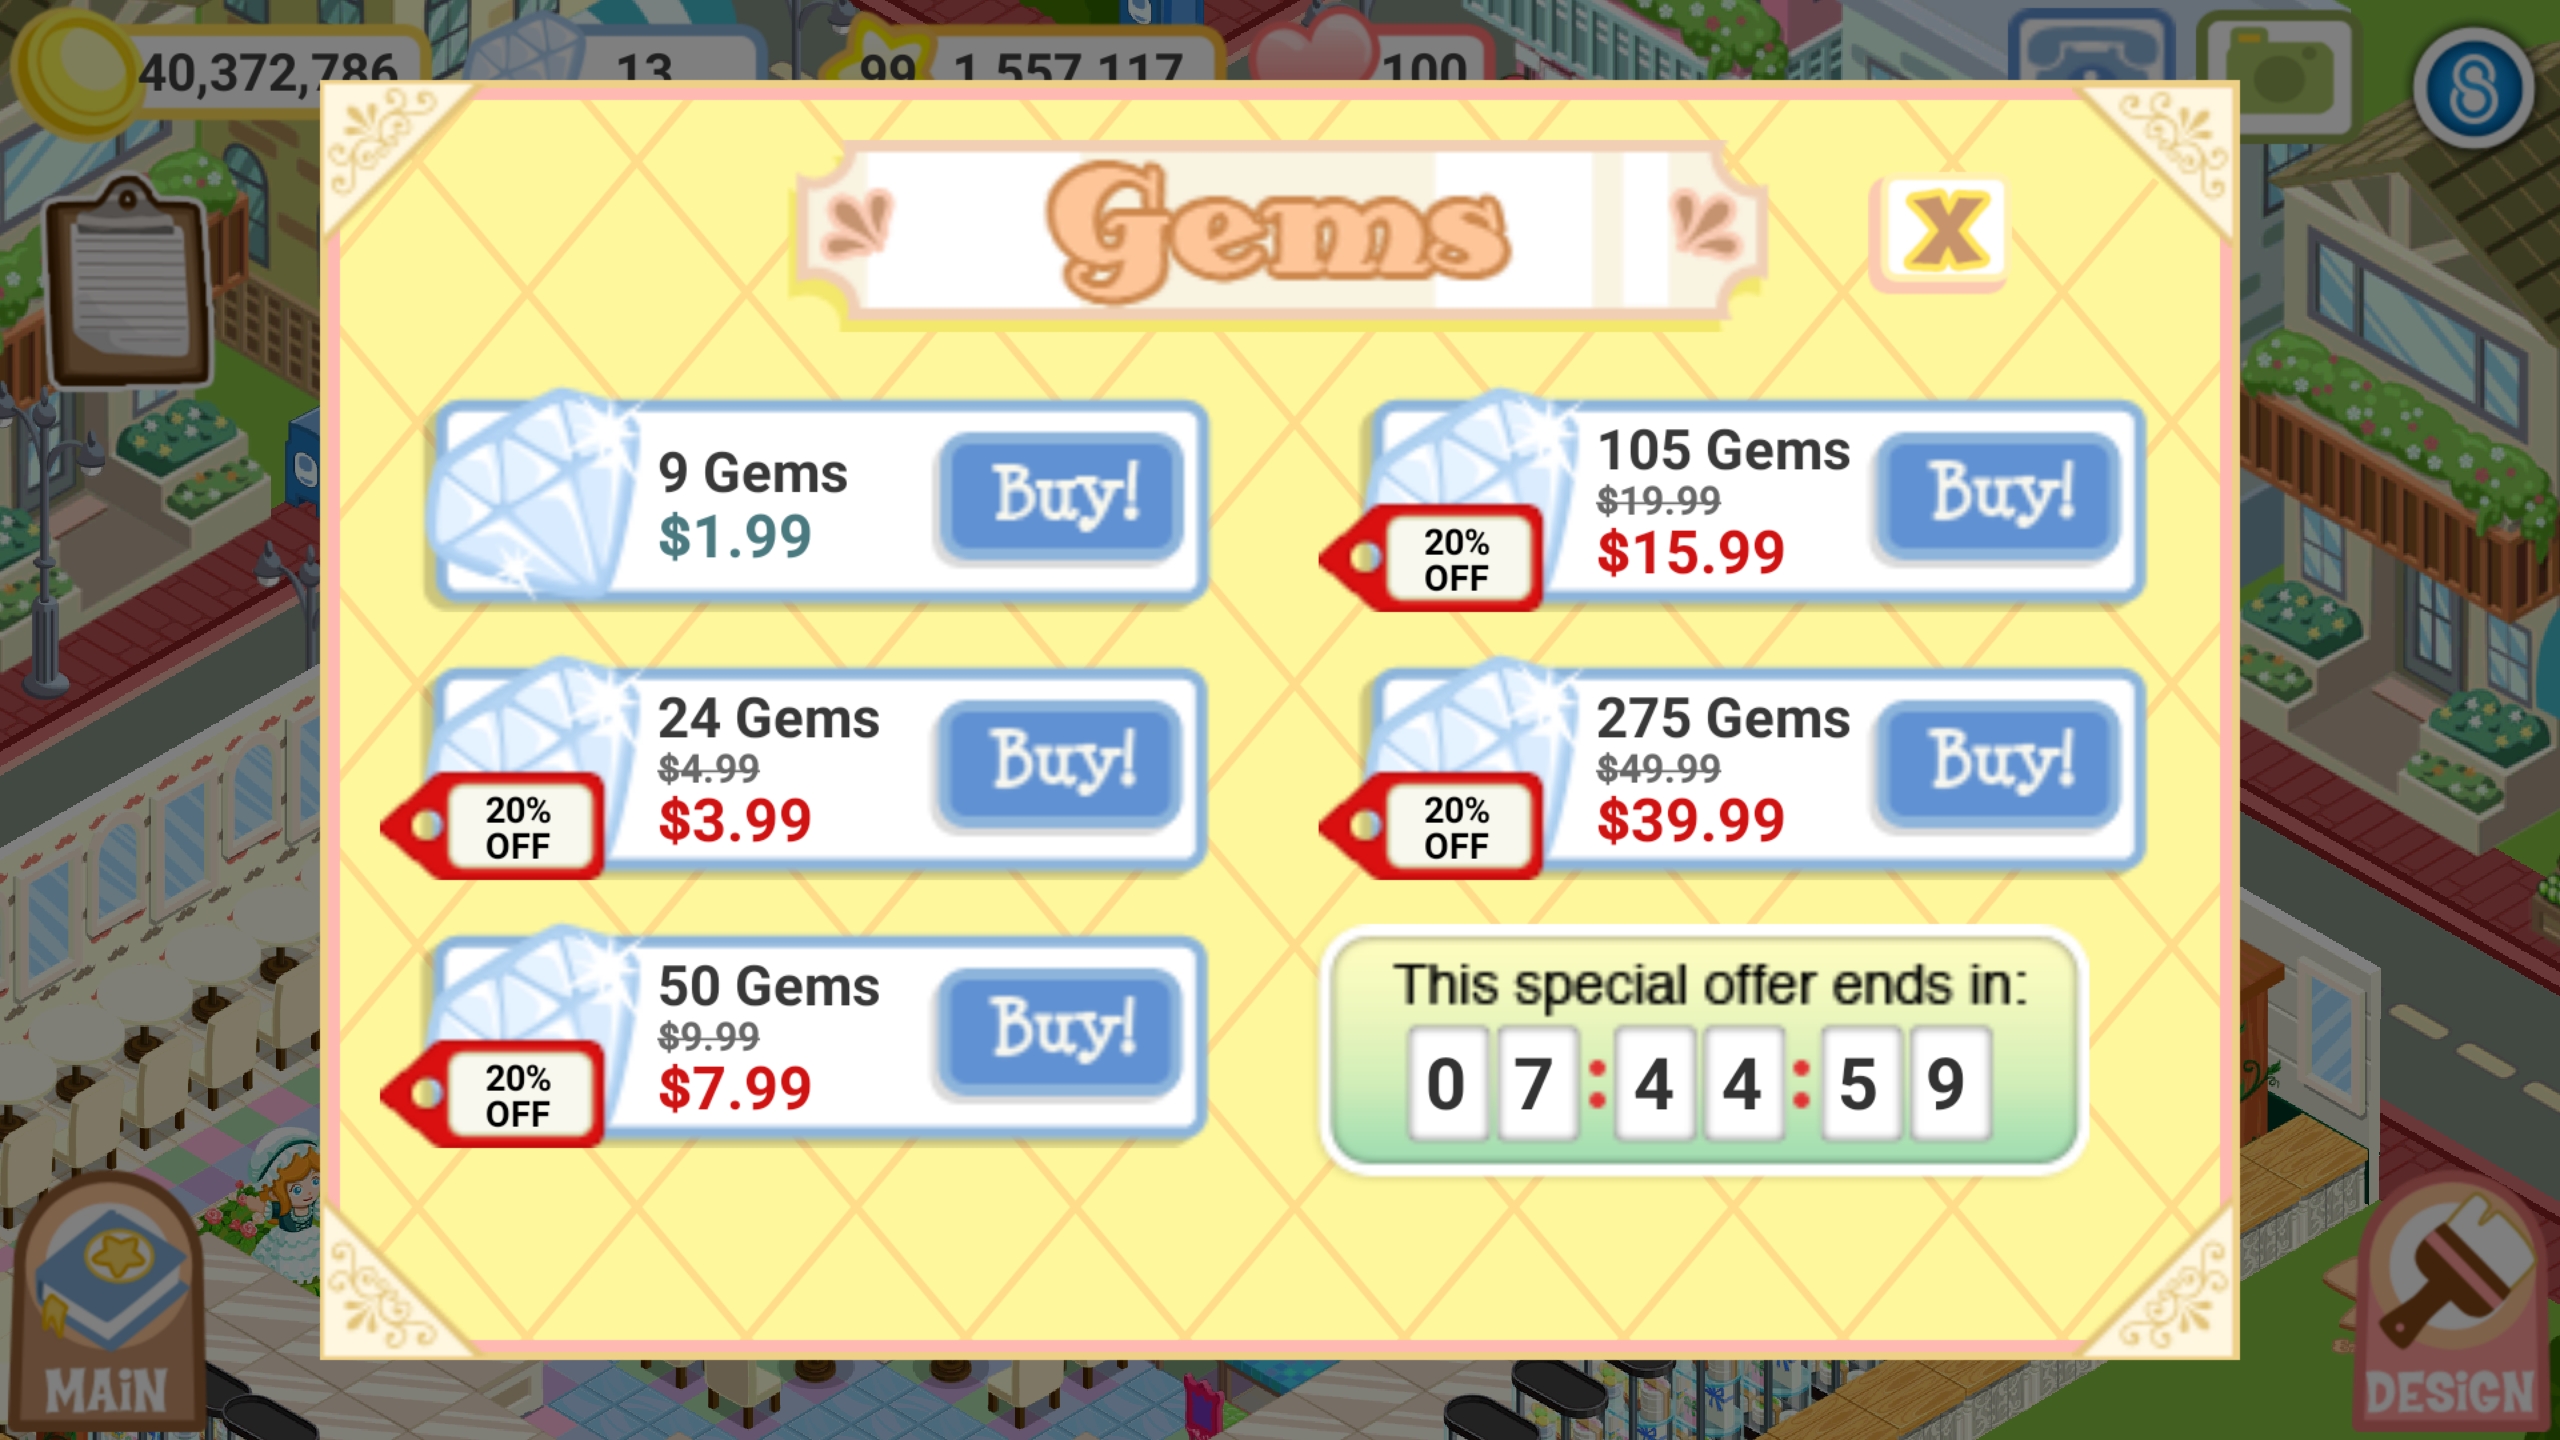 40,372,786
13
99 1,557,117
100
Gems
X
9 Gems
$1.99
Buy!
24 Gems
$4.99
$3.99
20%
OFF
Buy!
50 Gems
$9.99
$7.99
20%
OFF
Buy!
105 Gems
$19.99
$15.99
20%
OFF
Buy!
275 Gems
$49.99
$39.99
20%
OFF
Buy!
This special offer ends in:
07:44:59
MAiN
DESiGN